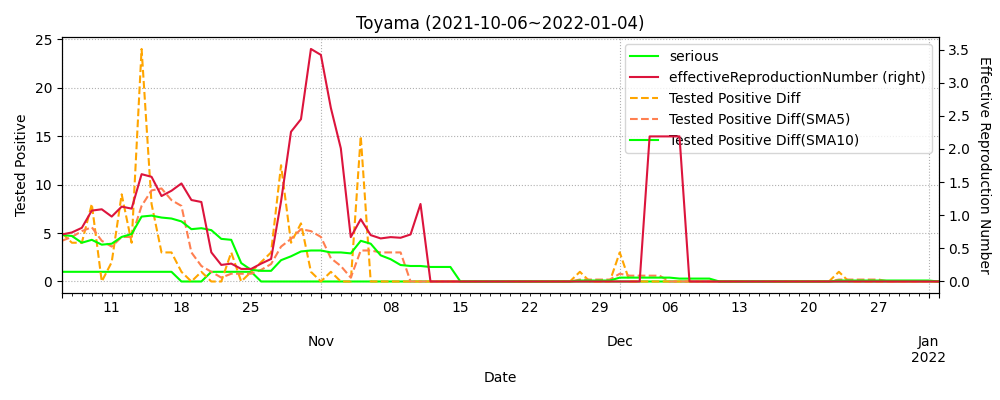 Toyama (2021-10-06~2022-01-04)
Tested Positive
25
20
15
10
5
0
serious
effectiveReproductionNumber (right)
Tested Positive Diff
Tested Positive Diff(SMA5)
Tested Positive Diff(SMA10)
3.5
3.0
2.5
2.0
1.5
1.0
0.5
0.0
Effective Reproduction Number
11 18 25 08 15 22 29 06 13 20 27
Nov Dec Jan
2022
Date